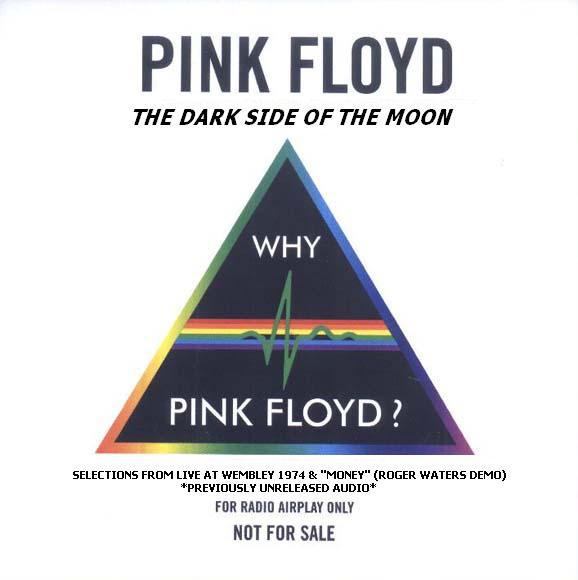 PINK FLOYD
THE DARK SIDE OF THE MOON
WHY
PINK FLOYD?
SELECTIONS FROM LIVE AT WEMBLEY 1974 & "MONEY" (ROGER WATERS DEMO)
*PREVIOUSLY UNRELEASED AUDIO*
FOR RADIO AIRPLAY ONLY
NOT FOR SALE